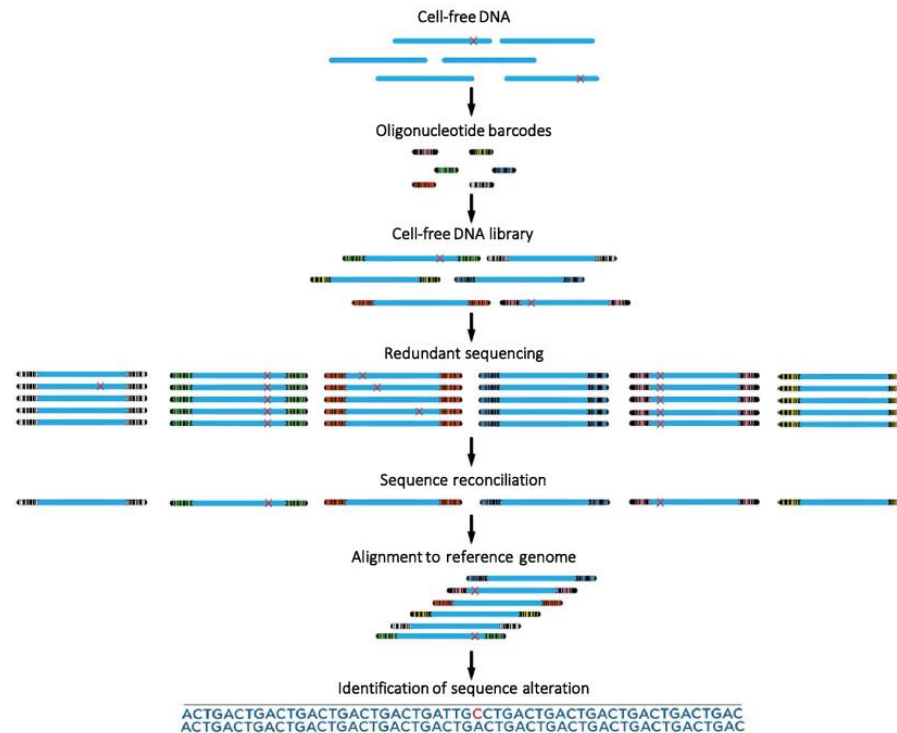 Cell-free DNA
Oligonucleotide barcodes
Cell-free DNA library
Redundant sequencing
Sequence reconciliation
Alignment to reference genome
Identification of sequence alteration
ACTGACTGACTGACTGACTGACTGATTGCCTGACTGACTGACTGACTGACTGAC
ACTGACTGACTGACTGACTGACTGACTGACTGACTGACTGACTGACTGACTGAC